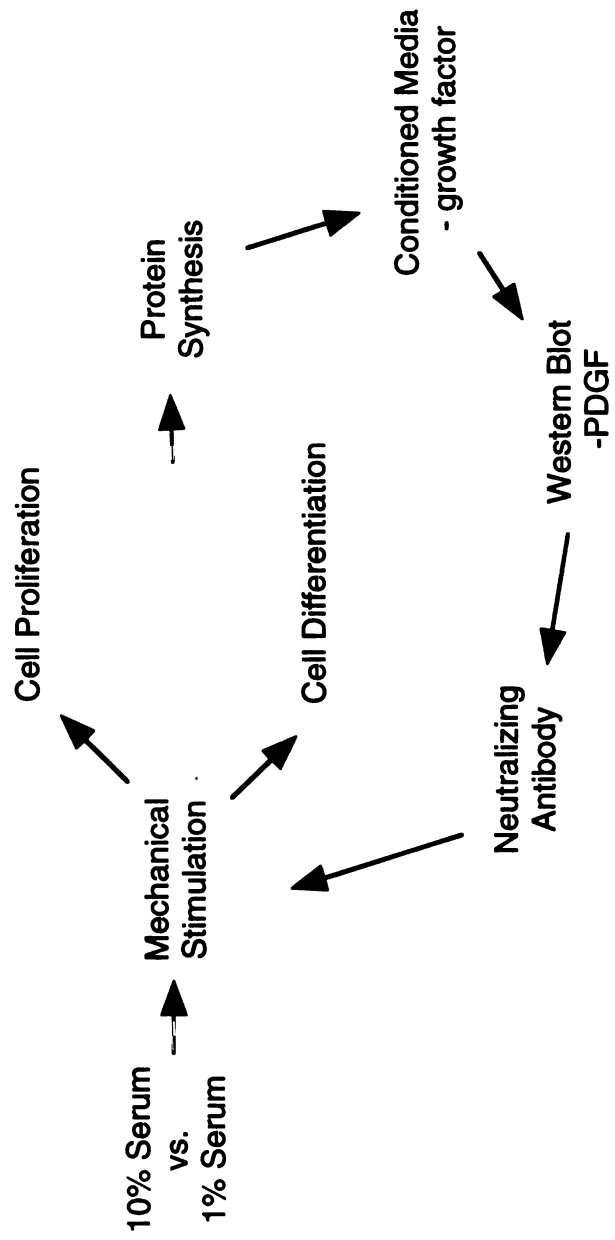 10% Serum
vs.
1% Serum
Mechanical
Stimulation
Cell Proliferation
Cell Differentiation
Protein
Synthesis
Conditioned Media
- growth factor
Western Blot
-PDGF
Neutralizing
Antibody